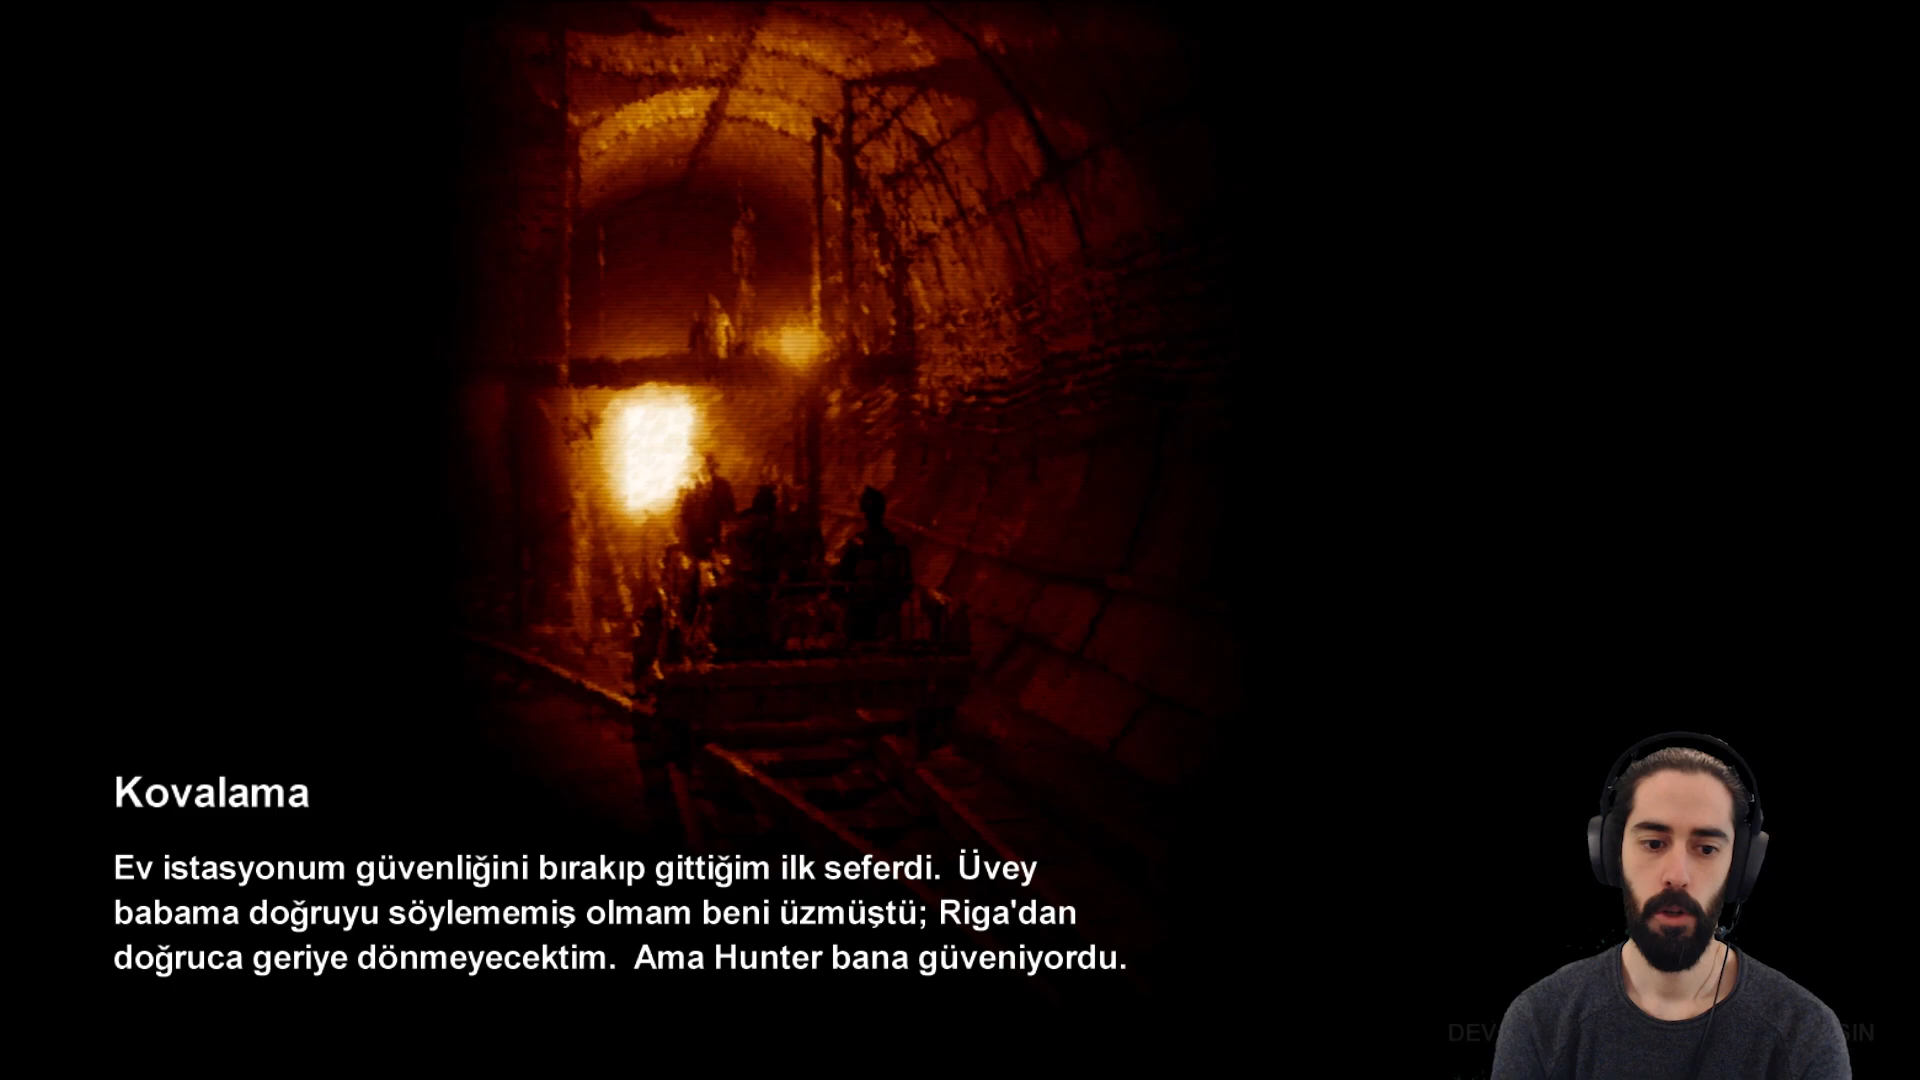 Kovalama
Ev istasyonum güvenliğini bırakıp gittiğim ilk seferdi. Üvey
babama doğruyu söylememiş olmam beni üzmüştü; Riga'dan
doğruca geriye dönmeyecektim. Ama Hunter bana güveniyordu.